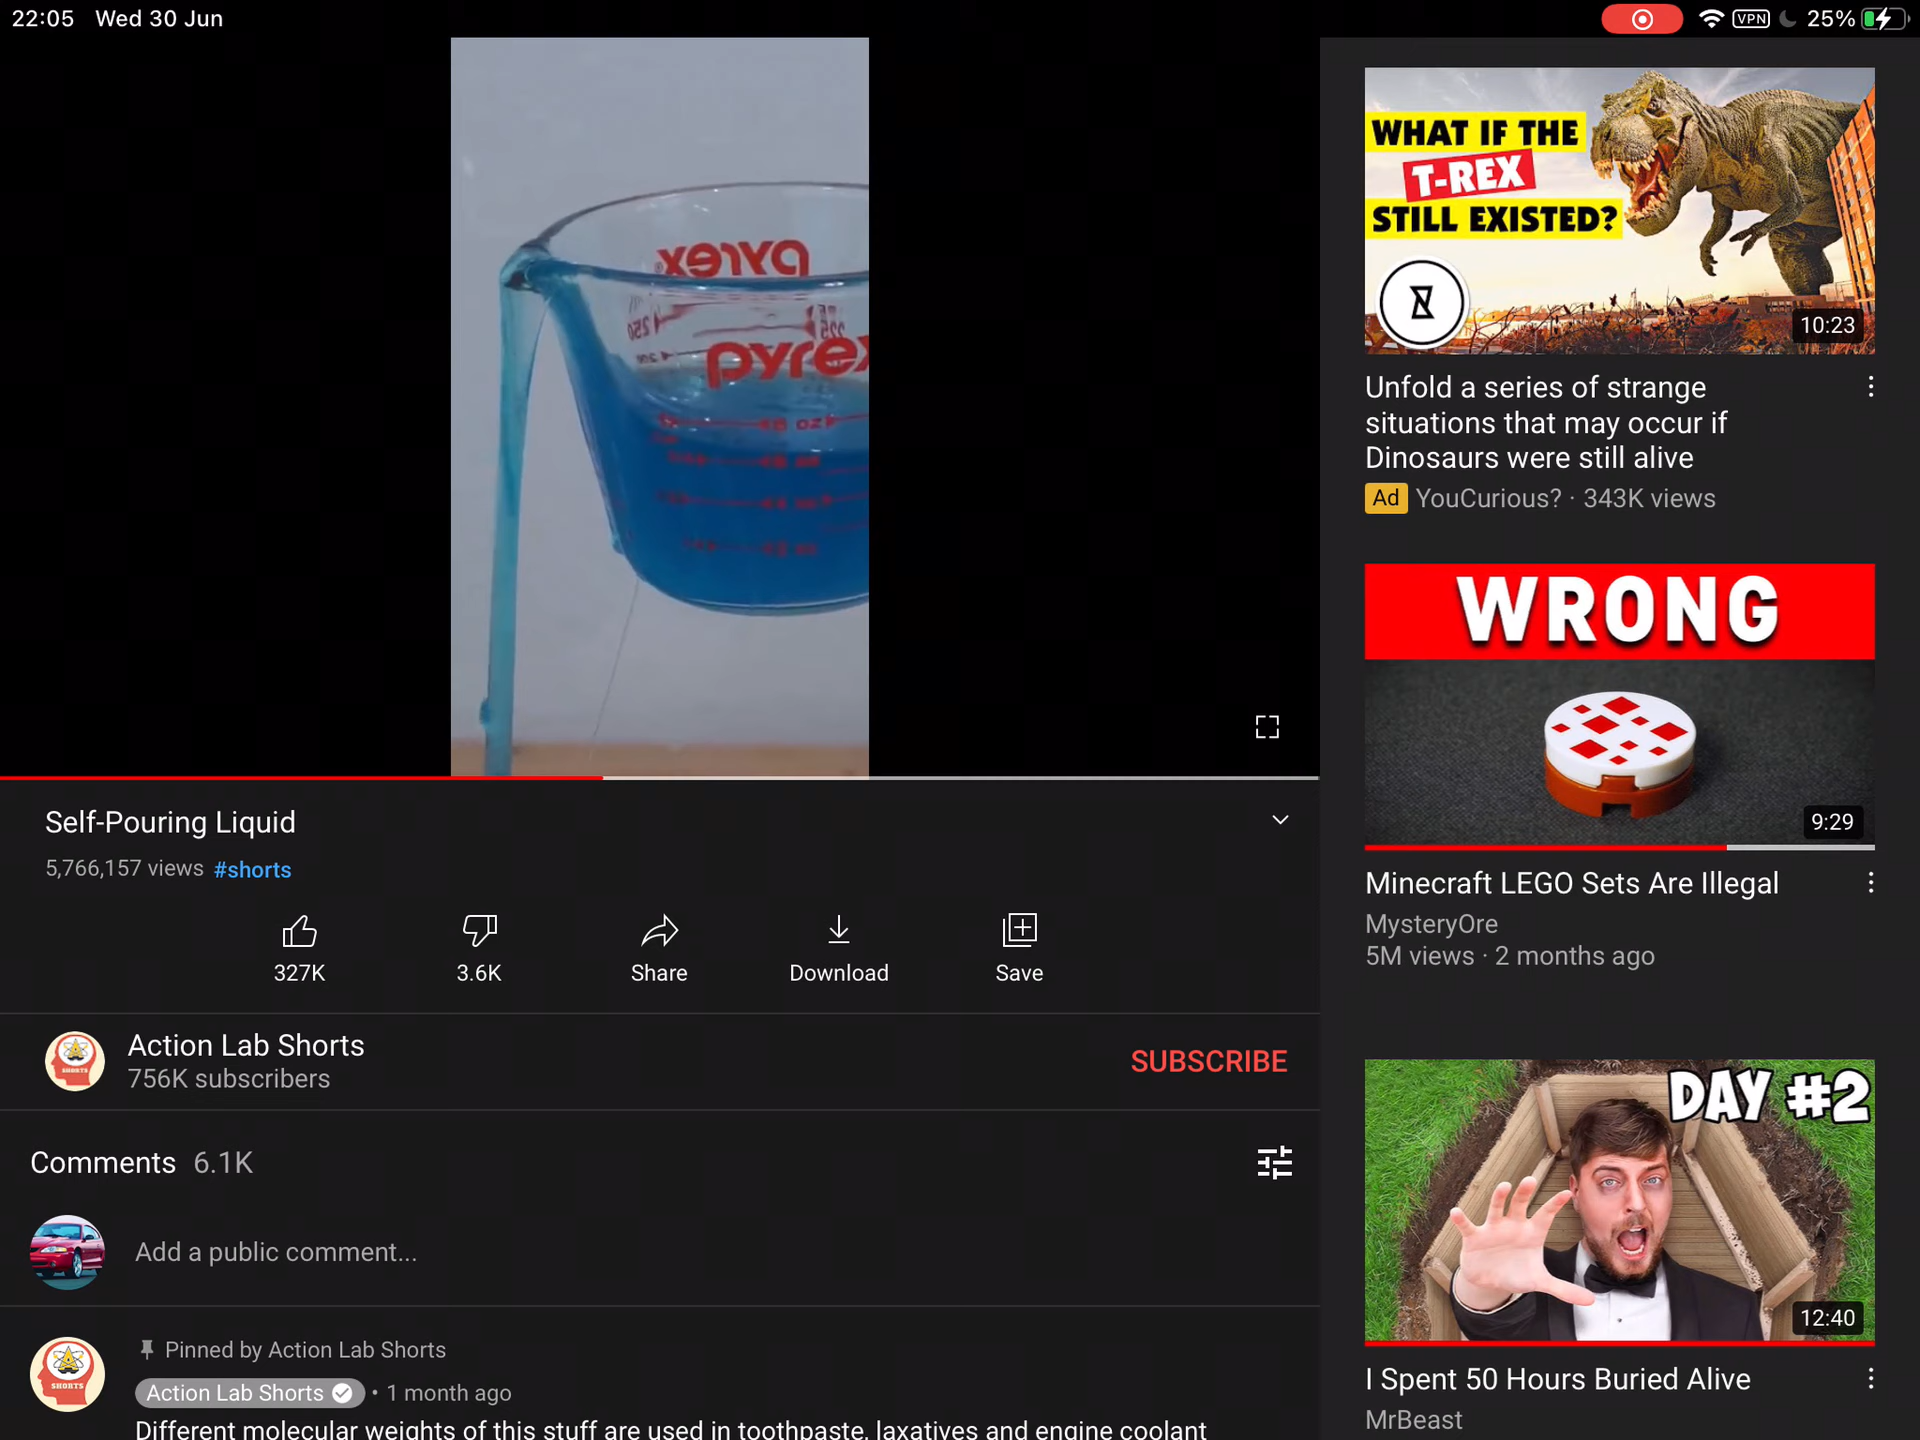 22:05 Wed 30 Jun
VPN 25%
pyrex
250
pyrex
Self-Pouring Liquid
5,766,157 views #shorts
327K
3.6K
Share
Download
Save
SHORTS
Action Lab Shorts
756K subscribers
SUBSCRIBE
Comments 6.1K
Add a public comment...
SHORTS
Pinned by Action Lab Shorts
Action Lab Shorts • 1 month ago
Different molecular weights of this stuff are used in toothpaste, laxatives and engine coolant
WHAT IF THE
T-REX
STILL EXISTED?
10:23
Unfold a series of strange
situations that may occur if
Dinosaurs were still alive
Ad YouCurious? · 343K views
WRONG
9:29
Minecraft LEGO Sets Are Illegal
MysteryOre
5M views · 2 months ago
DAY #2
12:40
I Spent 50 Hours Buried Alive
MrBeast